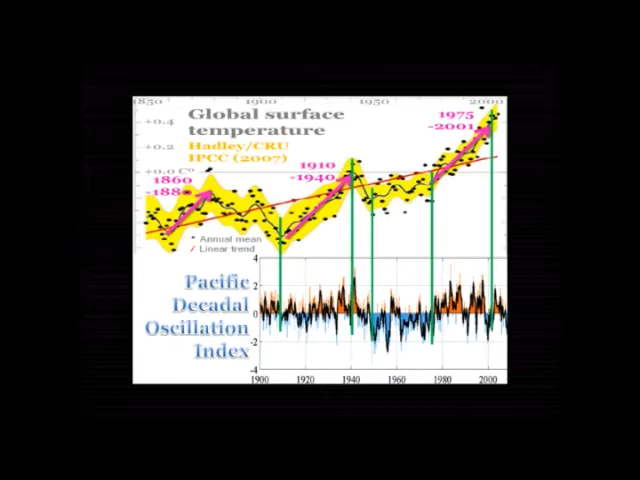 1850 1900 1950 2000
Global surface
temperature
Hadley/CRU
IPCC (2007)
1975
-2001
+0.4
+0.2
+0.0 C°
1860
-1880
1910
-1940
• Annual mean
/ Linear trend
Pacific
Decadal
Oscillation
Index
4
2
0
-2
-4
1900 1920 1940 1960 1980 2000